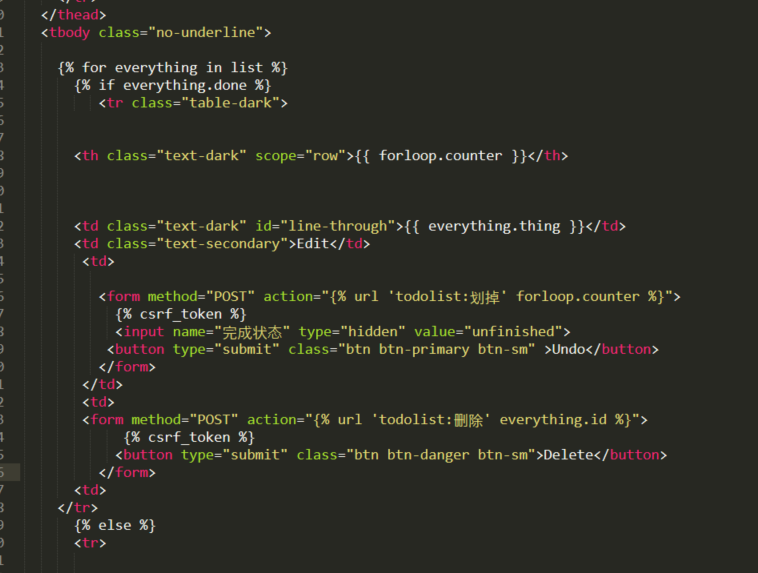 </thead>
<tbody class="no-underline">
{% for everything in list %}
{% if everything.done %}
<tr class="table-dark">
<th class="text-dark" scope="row">{{ forloop.counter }}</th>
<td class="text-dark" id="line-through">{{ everything.thing }}</td>
<td class="text-secondary">Edit</td>
<td>
<form method="POST" action="{% url 'todolist:划掉' forloop.counter %}">
{% csrf_token %}
<input name="完成状态" type="hidden" value="unfinished">
<button type="submit" class="btn btn-primary btn-sm" >Undo</button>
</form>
</td>
<td>
<form method="POST" action="{% url 'todolist:删除' everything.id %}">
{% csrf_token %}
<button type="submit" class="btn btn-danger btn-sm">Delete</button>
</form>
<td>
</tr>
{% else %}
<tr>